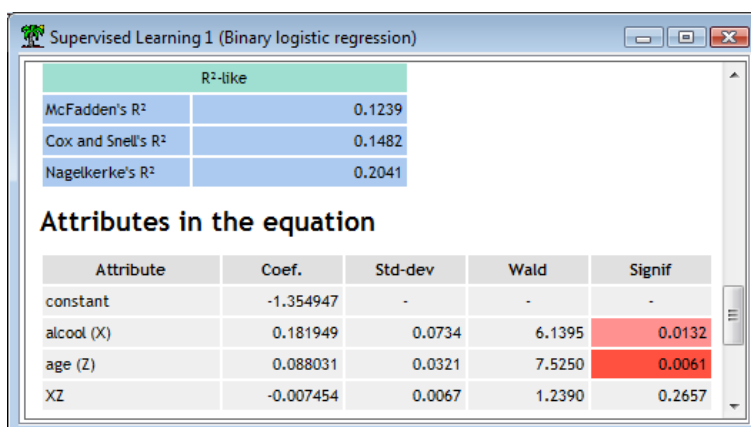 Supervised Learning 1 (Binary logistic regression)
R²-like
McFadden's R² 0.1239
Cox and Snell's R² 0.1482
Nagelkerke's R² 0.2041
Attributes in the equation
Attribute Coef. Std-dev Wald Signif
constant -1.354947 - - -
alcool (X) 0.181949 0.0734 6.1395 0.0132
age (Z) 0.088031 0.0321 7.5250 0.0061
XZ -0.007454 0.0067 1.2390 0.2657